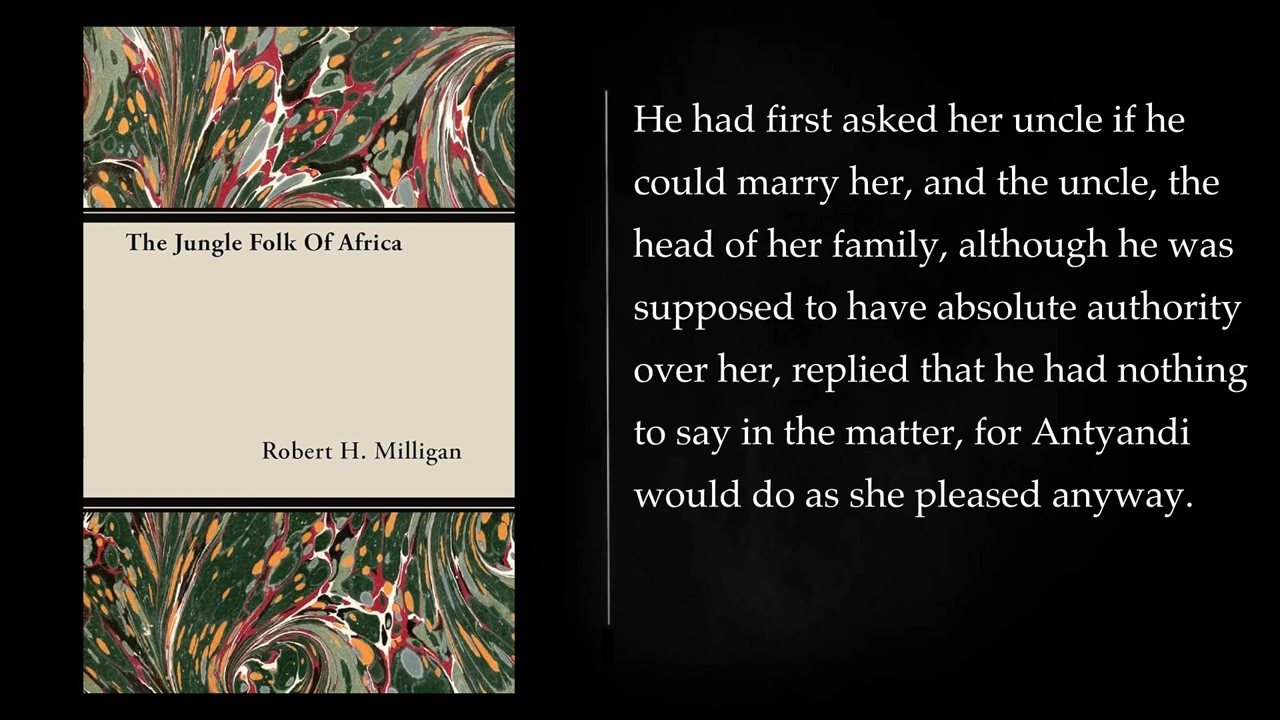 The Jungle Folk Of Africa
Robert H. Milligan
He had first asked her uncle if he
could marry her, and the uncle, the
head of her family, although he was
supposed to have absolute authority
over her, replied that he had nothing
to say in the matter, for Antyandi
would do as she pleased anyway.